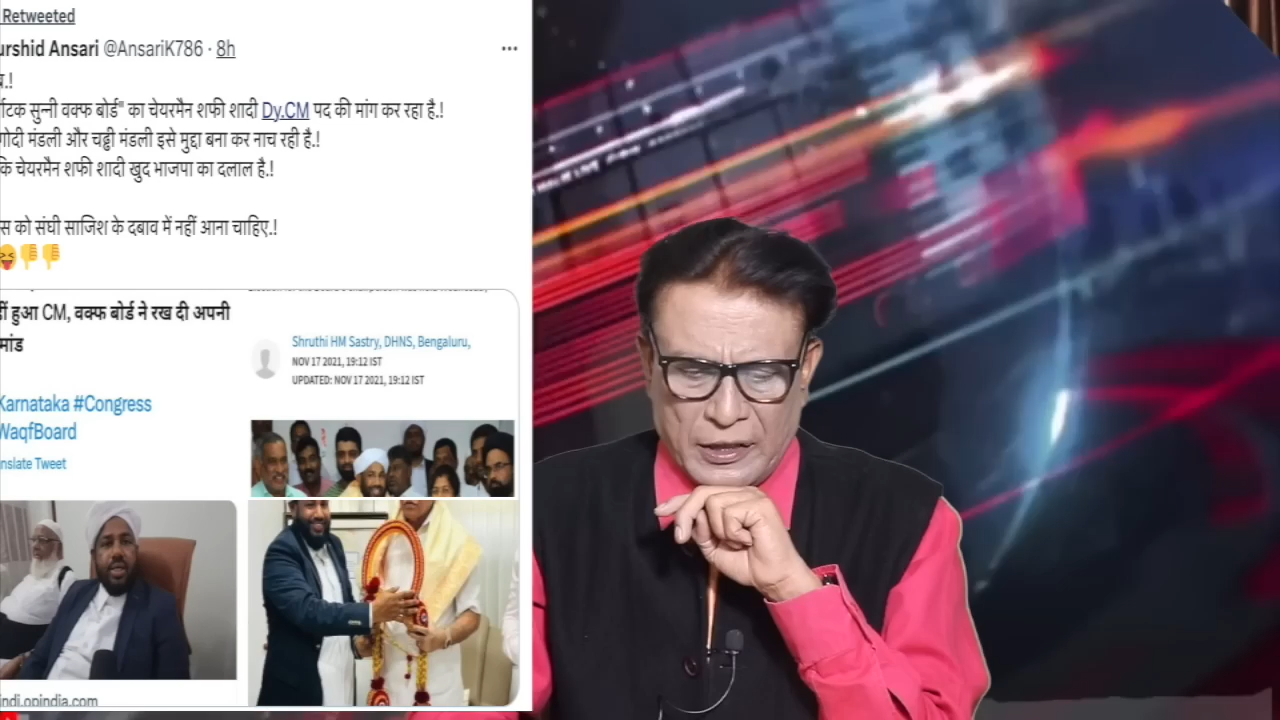 Retweeted
urshid Ansari @AnsariK786 · 8h
.!
र्नाटक सुन्नी वक्फ बोर्ड" का चेयरमैन शफी शादी Dy.CM पद की मांग कर रहा है.!
गोदी मंडली और चड्डी मंडली इसे मुद्दा बना कर नाच रही है.!
कि चेयरमैन शफी शादी खुद भाजपा का दलाल है.!
स को संघी साजिश के दबाव में नहीं आना चाहिए.!
हीं हुआ CM, वक्फ बोर्ड ने रख दी अपनी
मांड
Karnataka #Congress
WaqfBoard
nslate Tweet
Shruthi HM Sastry, DHNS, Bengaluru,
NOV 17 2021, 19:12 IST
UPDATED: NOV 17 2021, 19:12 IST
indi.opindia.com